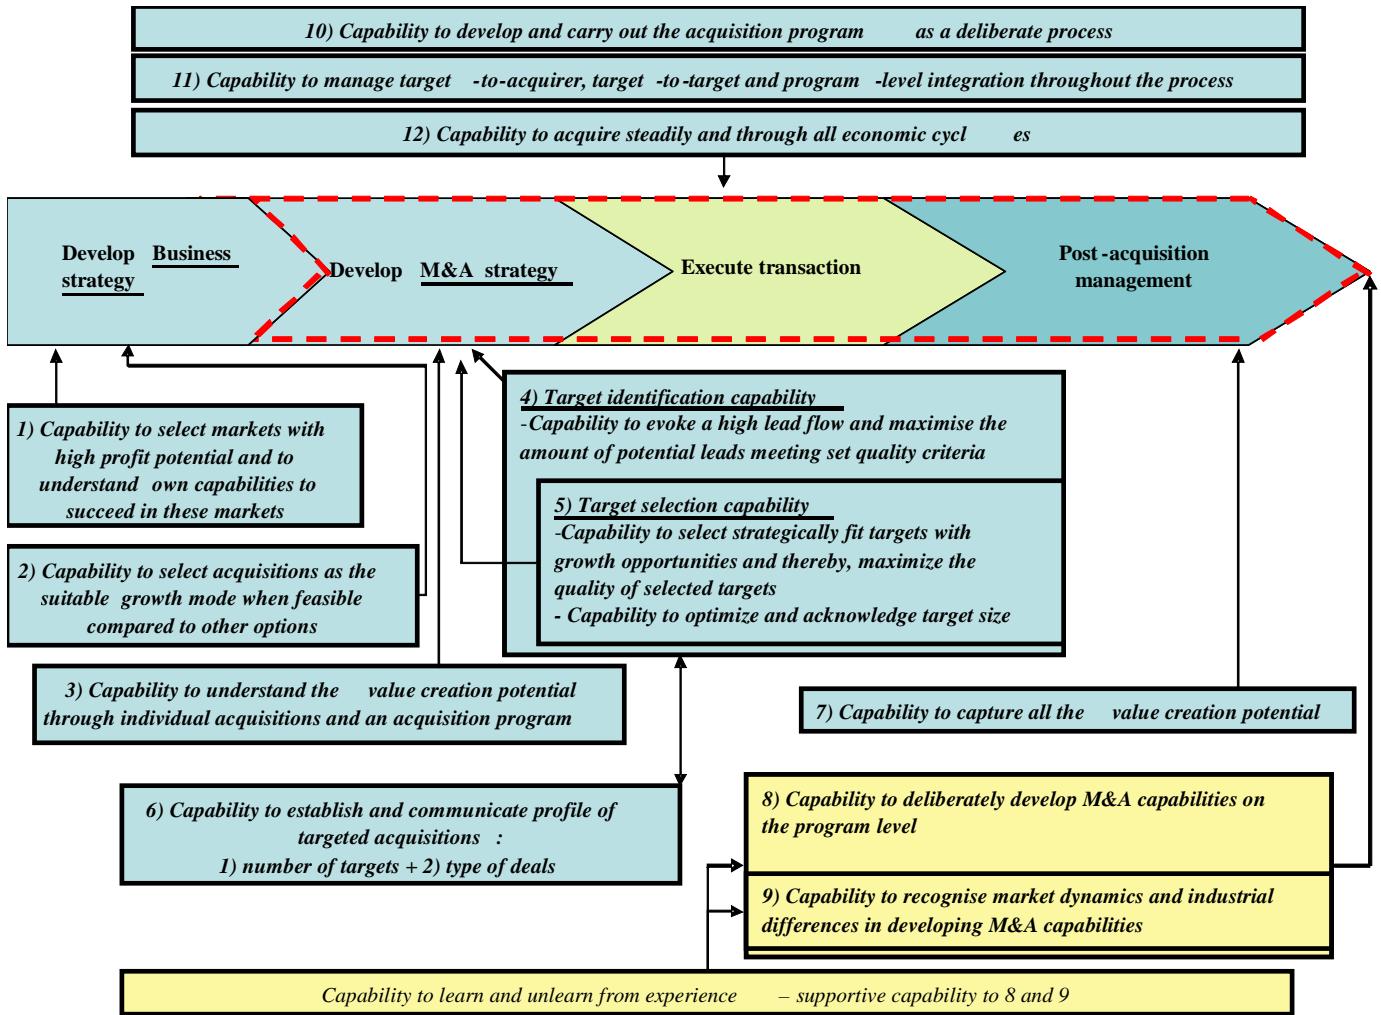 10) Capability to develop and carry out the acquisition program as a deliberate process
11) Capability to manage target -to-acquirer, target -to-target and program -level integration throughout the process
12) Capability to acquire steadily and through all economic cycl es
Develop Business
strategy
Develop M&A strategy
Execute transaction
Post -acquisition
management
1) Capability to select markets with
high profit potential and to
understand own capabilities to
succeed in these markets
2) Capability to select acquisitions as the
suitable growth mode when feasible
compared to other options
3) Capability to understand the value creation potential
through individual acquisitions and an acquisition program
4) Target identification capability
-Capability to evoke a high lead flow and maximise the
amount of potential leads meeting set quality criteria
5) Target selection capability
-Capability to select strategically fit targets with
growth opportunities and thereby, maximize the
quality of selected targets
- Capability to optimize and acknowledge target size
6) Capability to establish and communicate profile of
targeted acquisitions :
1) number of targets + 2) type of deals
7) Capability to capture all the value creation potential
8) Capability to deliberately develop M&A capabilities on
the program level
9) Capability to recognise market dynamics and industrial
differences in developing M&A capabilities
Capability to learn and unlearn from experience – supportive capability to 8 and 9